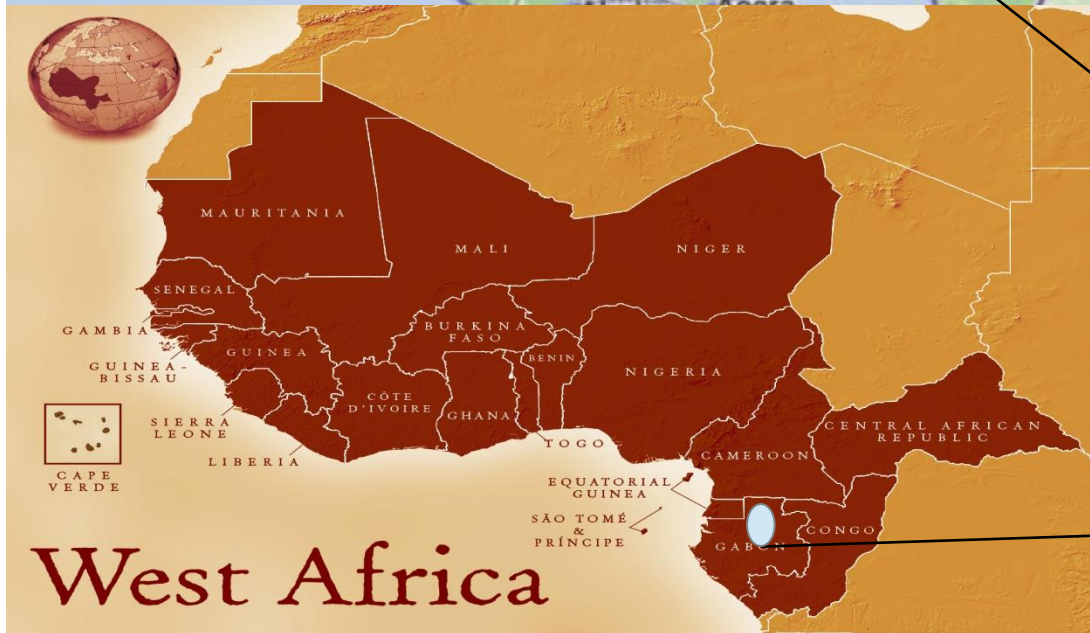 MAURITANIA
MALI
NIGER
SENEGAL
GAMBIA
GUINEA-
BISSAU
GUINEA
BURKINA
FASO
BENIN
NIGERIA
CÔTE
D'IVOIRE
GHANA
SIERRA
LEONE
LIBERIA
TOGO
CENTRAL AFRICAN
REPUBLIC
CAMEROON
CAPE
VERDE
EQUATORIAL
GUINEA
SÃO TOMÉ
&
PRÍNCIPE
GABON
CONGO
West Africa